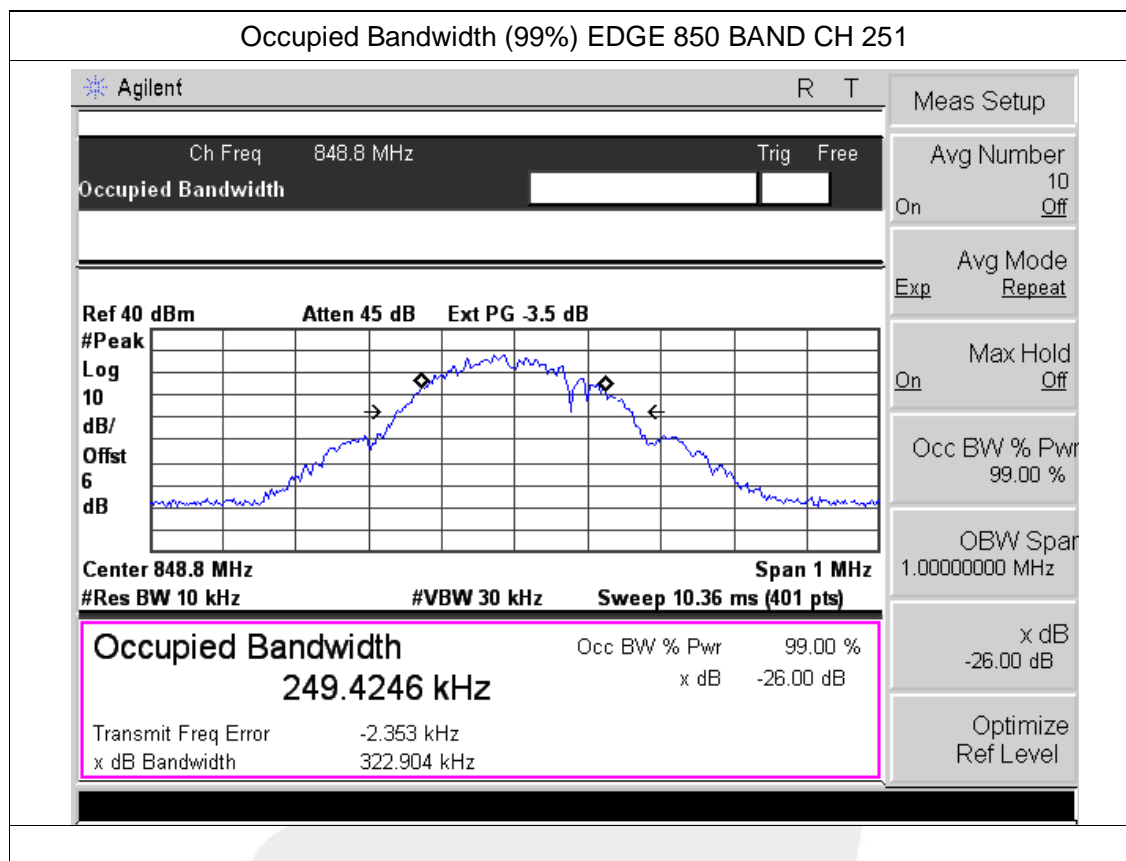 Occupied Bandwidth (99%) EDGE 850 BAND CH 251
Agilent R T
Ch Freq 848.8 MHz Trig Free
Occupied Bandwidth
Ref 40 dBm Atten 45 dB Ext PG -3.5 dB
#Peak
Log
10
dB/
Offst
6
dB
Center 848.8 MHz Span 1 MHz
#Res BW 10 kHz #VBW 30 kHz Sweep 10.36 ms (401 pts)
Occupied Bandwidth
249.4246 kHz
Occ BW % Pwr 99.00 %
x dB -26.00 dB
Transmit Freq Error -2.353 kHz
x dB Bandwidth 322.904 kHz
Meas Setup
Avg Number
10
On Off
Avg Mode
Exp Repeat
Max Hold
On Off
Occ BW % Pwr
99.00 %
OBW Spar
1.00000000 MHz
x dB
-26.00 dB
Optimize
Ref Level